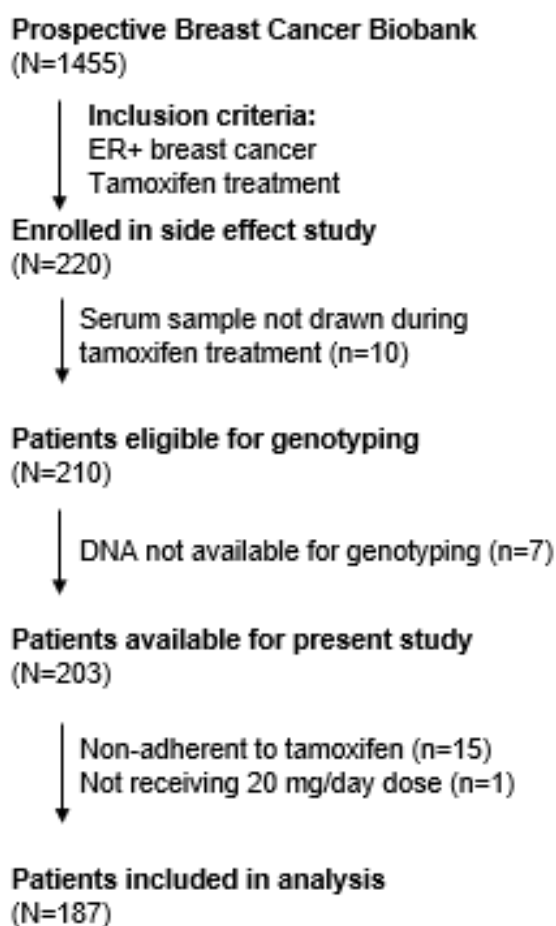 Prospective Breast Cancer Biobank
(N=1455)
Inclusion criteria:
ER+ breast cancer
Tamoxifen treatment
Enrolled in side effect study
(N=220)
Serum sample not drawn during
tamoxifen treatment (n=10)
Patients eligible for genotyping
(N=210)
DNA not available for genotyping (n=7)
Patients available for present study
(N=203)
Non-adherent to tamoxifen (n=15)
Not receiving 20 mg/day dose (n=1)
Patients included in analysis
(N=187)